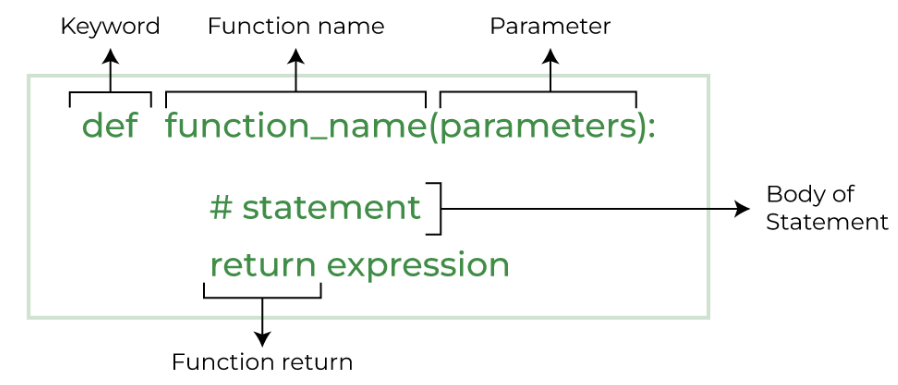 Keyword Function name Parameter
def function_name(parameters):
# statement
Body of
Statement
return expression
Function return